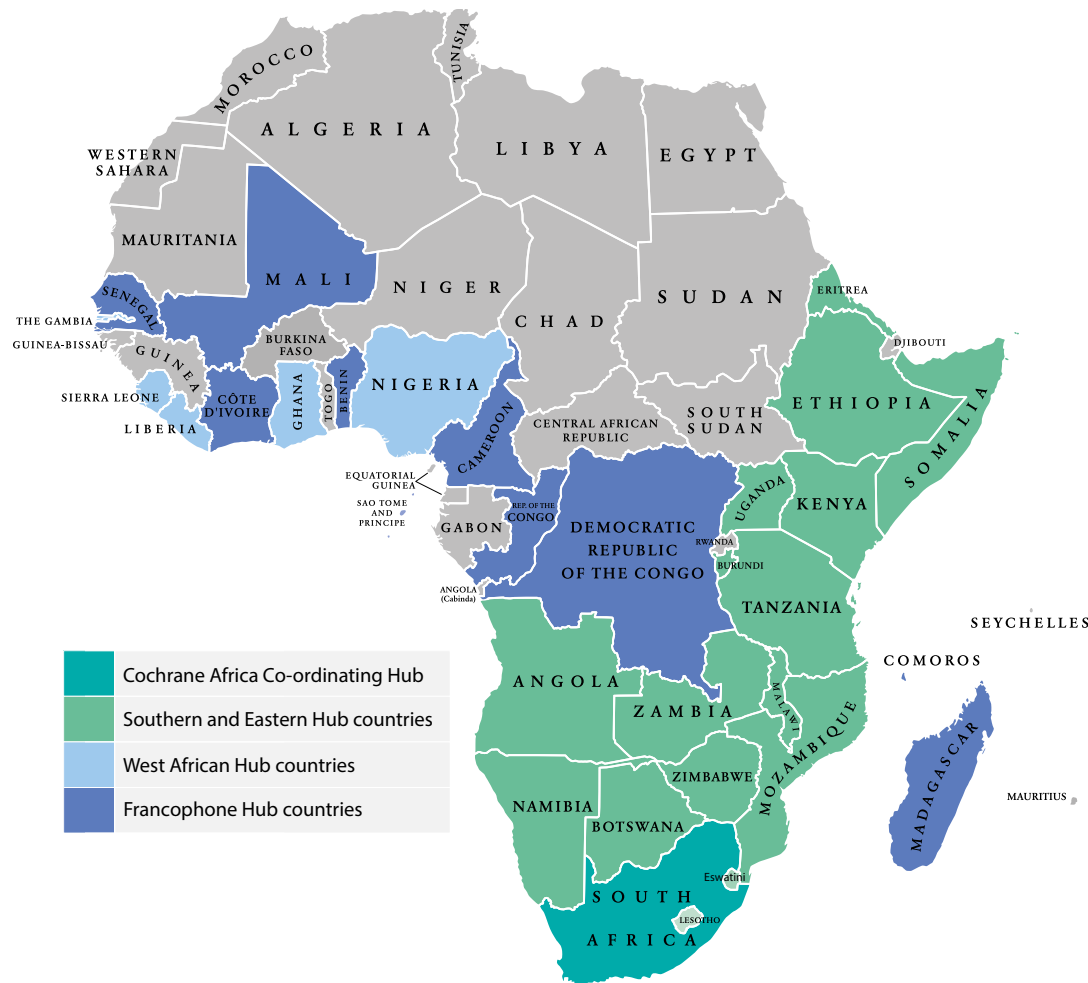 TUNISIA
MOROCCO
ALGERIA
LIBYA
EGYPT
WESTERN
SAHARA
MAURITANIA
MALI
NIGER
CHAD
SUDAN
ERITREA
SENEGAL
THE GAMBIA
GUINEA-BISSAU
GUINEA
BURKINA
FASO
DJIBOUTI
SIERRA LEONE
LIBERIA
CÔTE
D'IVOIRE
GHANA
TOGO
BENIN
NIGERIA
CAMEROON
CENTRAL AFRICAN
REPUBLIC
SOUTH
SUDAN
ETHIOPIA
SOMALIA
EQUATORIAL
GUINEA
SAO TOME
AND
PRINCIPE
GABON
REP. OF THE
CONGO
DEMOCRATIC
REPUBLIC
OF THE CONGO
UGANDA
KENYA
RWANDA
BURUNDI
TANZANIA
ANGOLA
(Cabinda)
SEYCHELLES
COMOROS
ANGOLA
ZAMBIA
MALAWI
MOZAMBIQUE
ZIMBABWE
NAMIBIA
BOTSWANA
MADAGASCAR
MAURITIUS
Eswatini
LESOTHO
SOUTH
AFRICA
Cochrane Africa Co-ordinating Hub
Southern and Eastern Hub countries
West African Hub countries
Francophone Hub countries